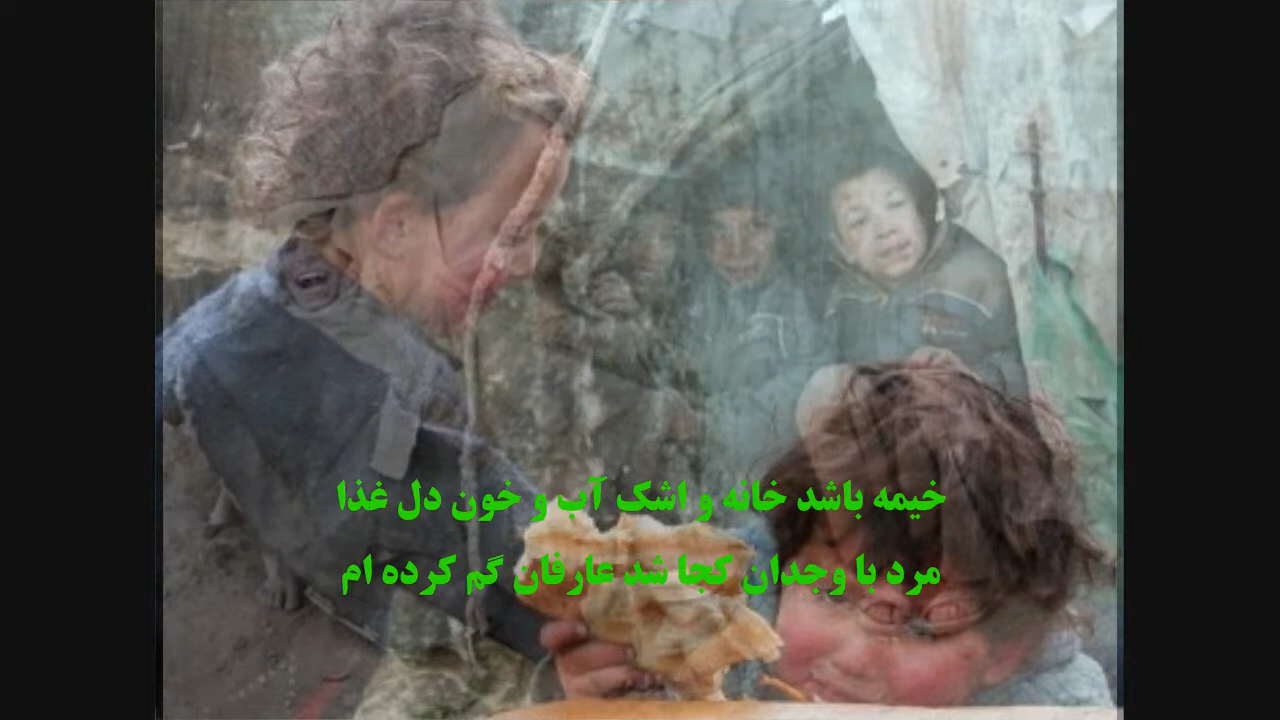 خیمه باشد خانه و اشک آب و خون دل غذا
مرد با وجدان کجا شد عارفان گم کرده ام